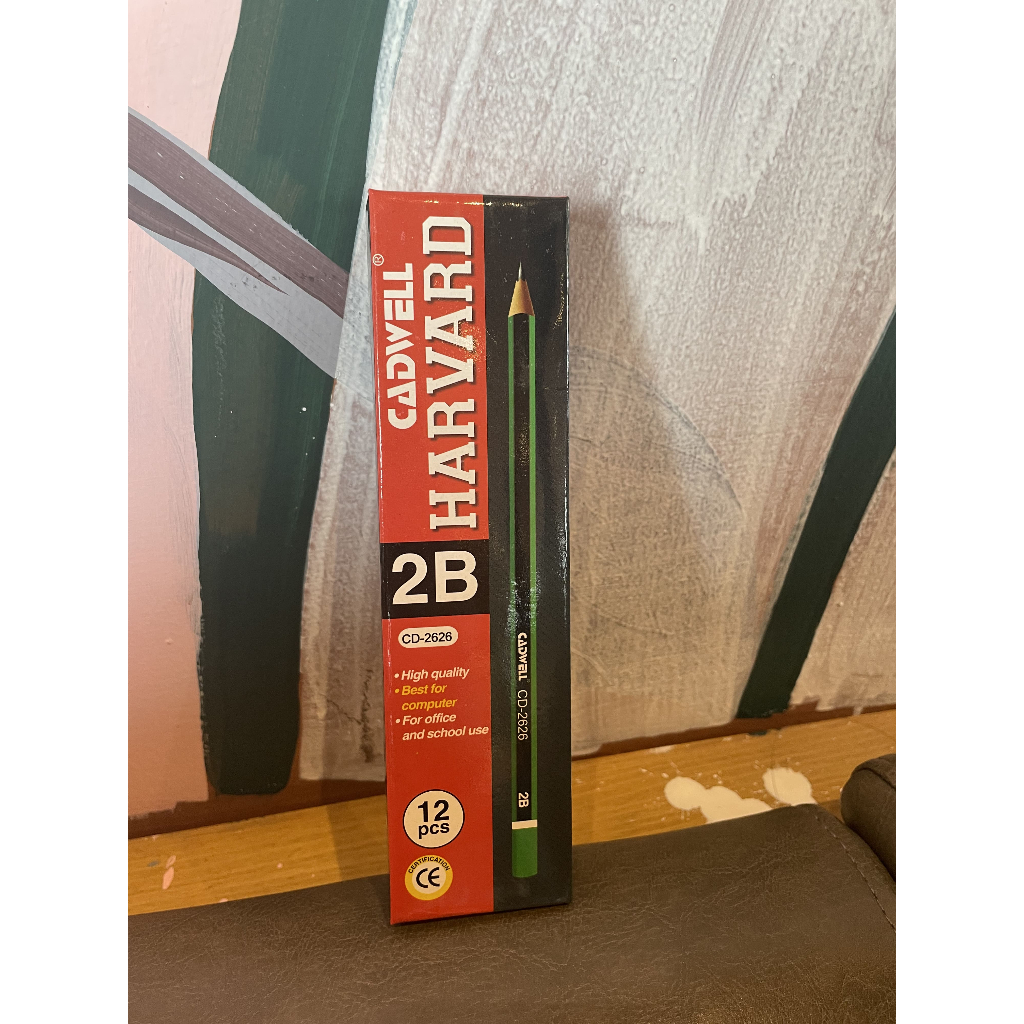 CADWELL®
HARVARD
2B
CD-2626
• High quality
• Best for
computer
• For office
and school use
12
pcs
CERTIFICATION
CE
CADWELL CD-2626 2B